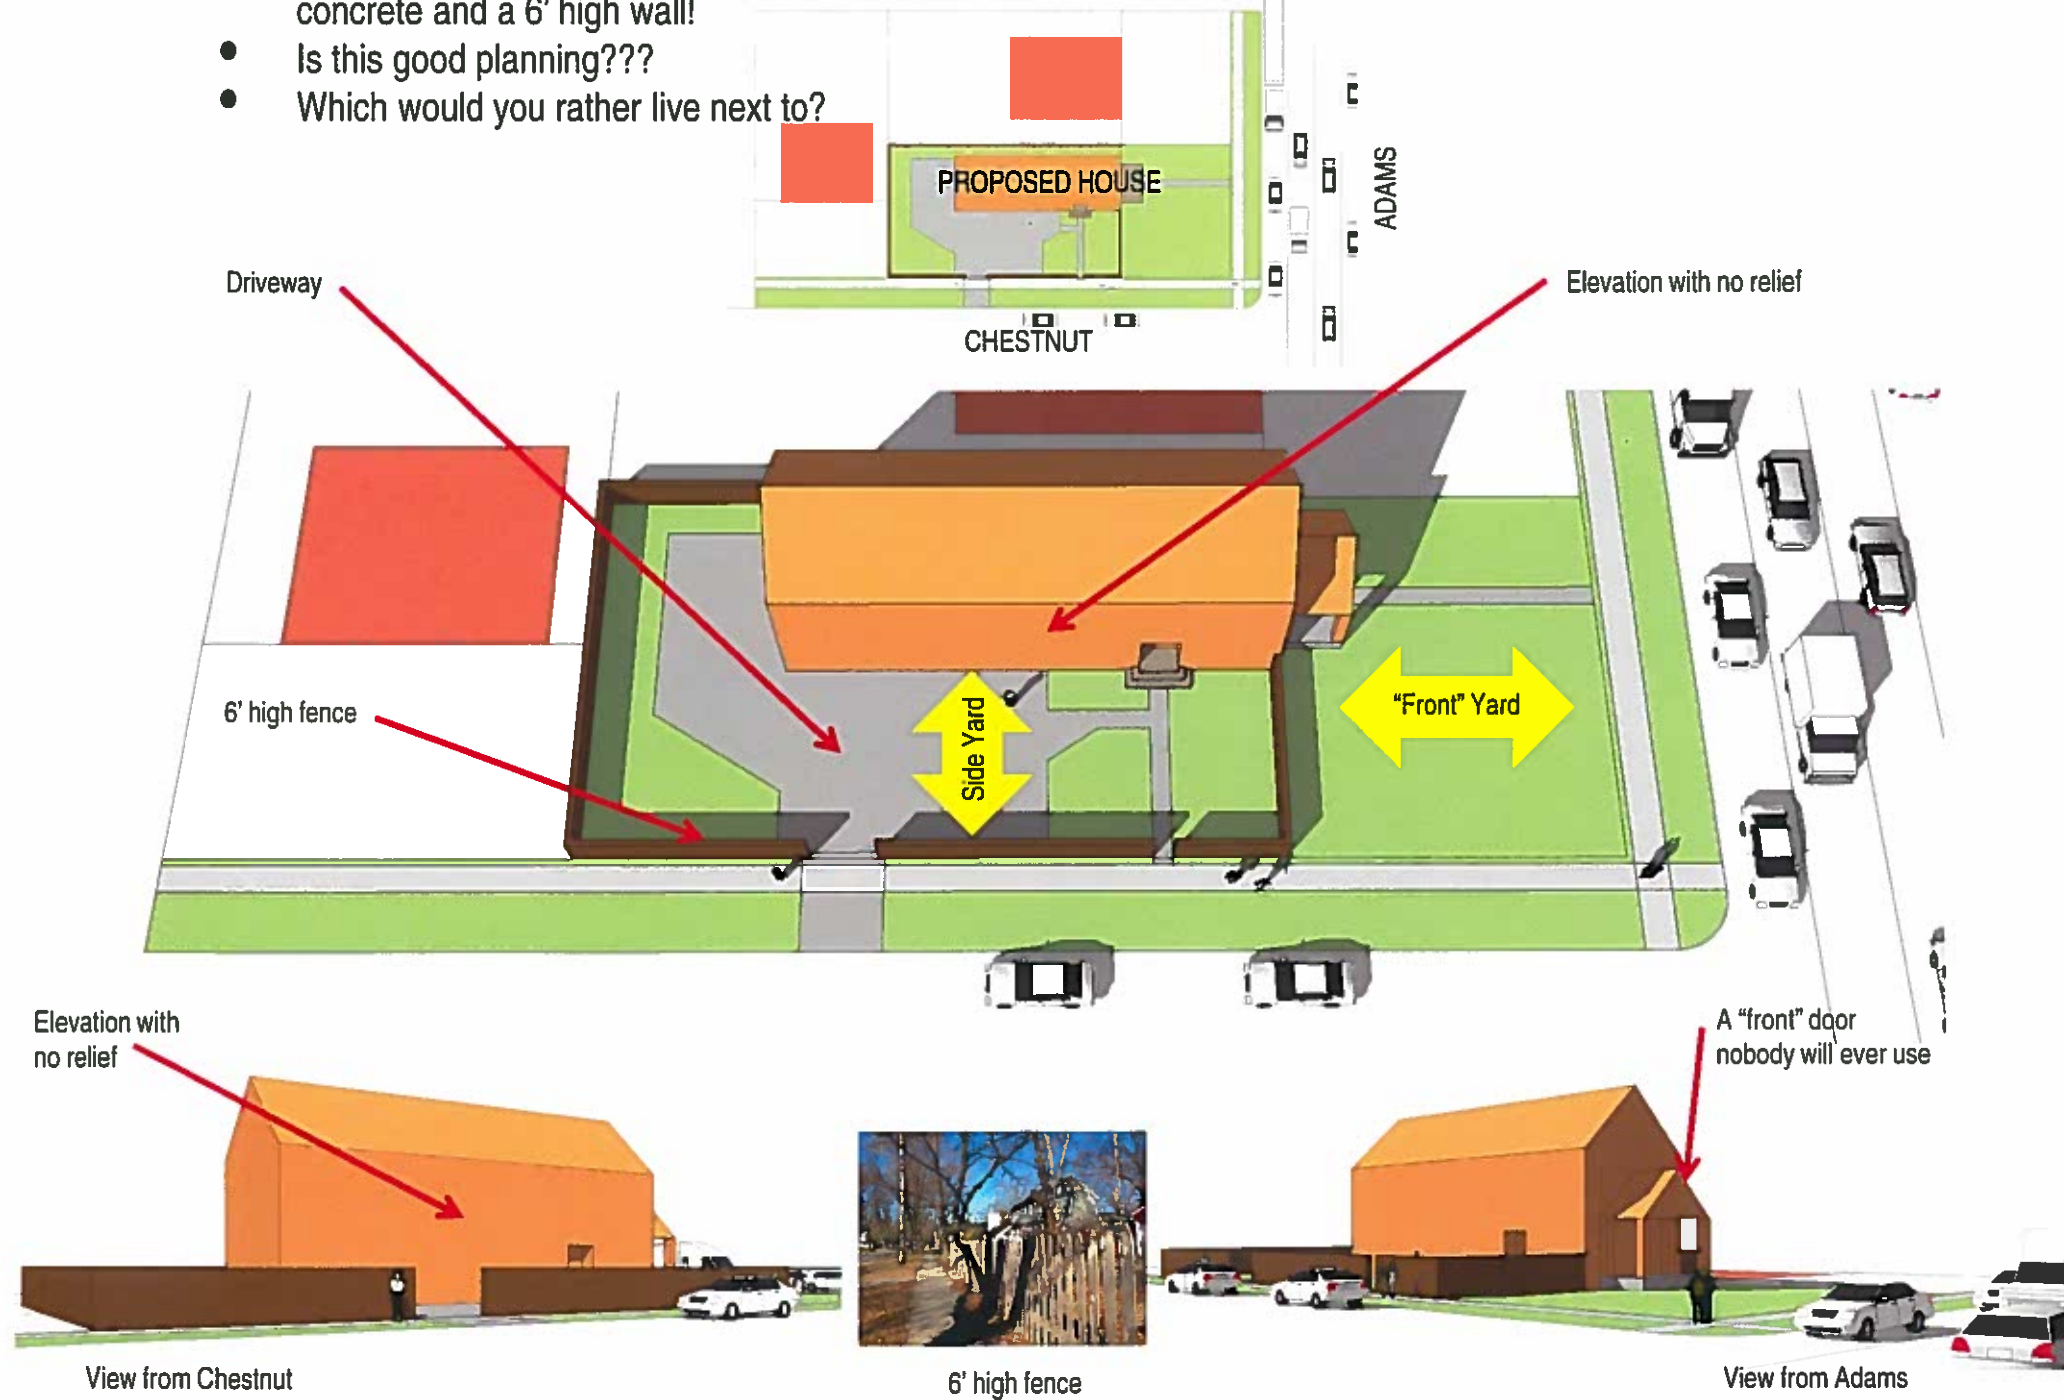 concrete and a 6' high wall!
• Is this good planning???
• Which would you rather live next to?
PROPOSED HOUSE
ADAMS
CHESTNUT
Driveway
Elevation with no relief
6' high fence
Side Yard
"Front" Yard
Elevation with
no relief
A "front" door
nobody will ever use
View from Chestnut
6' high fence
View from Adams